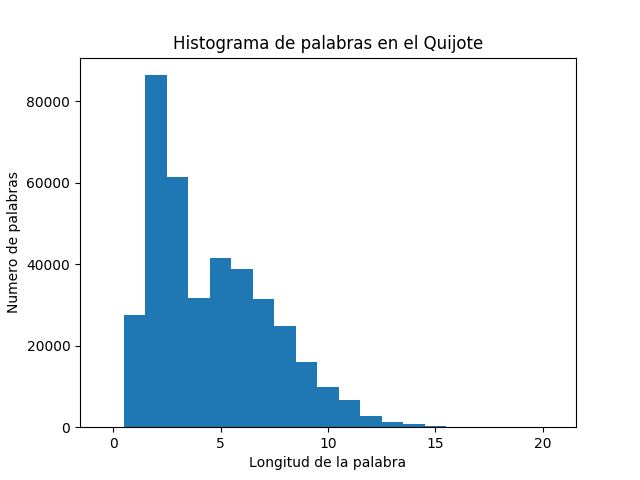 Histograma de palabras en el Quijote
Numero de palabras
80000
60000
40000
20000
0
0 5 10 15 20
Longitud de la palabra